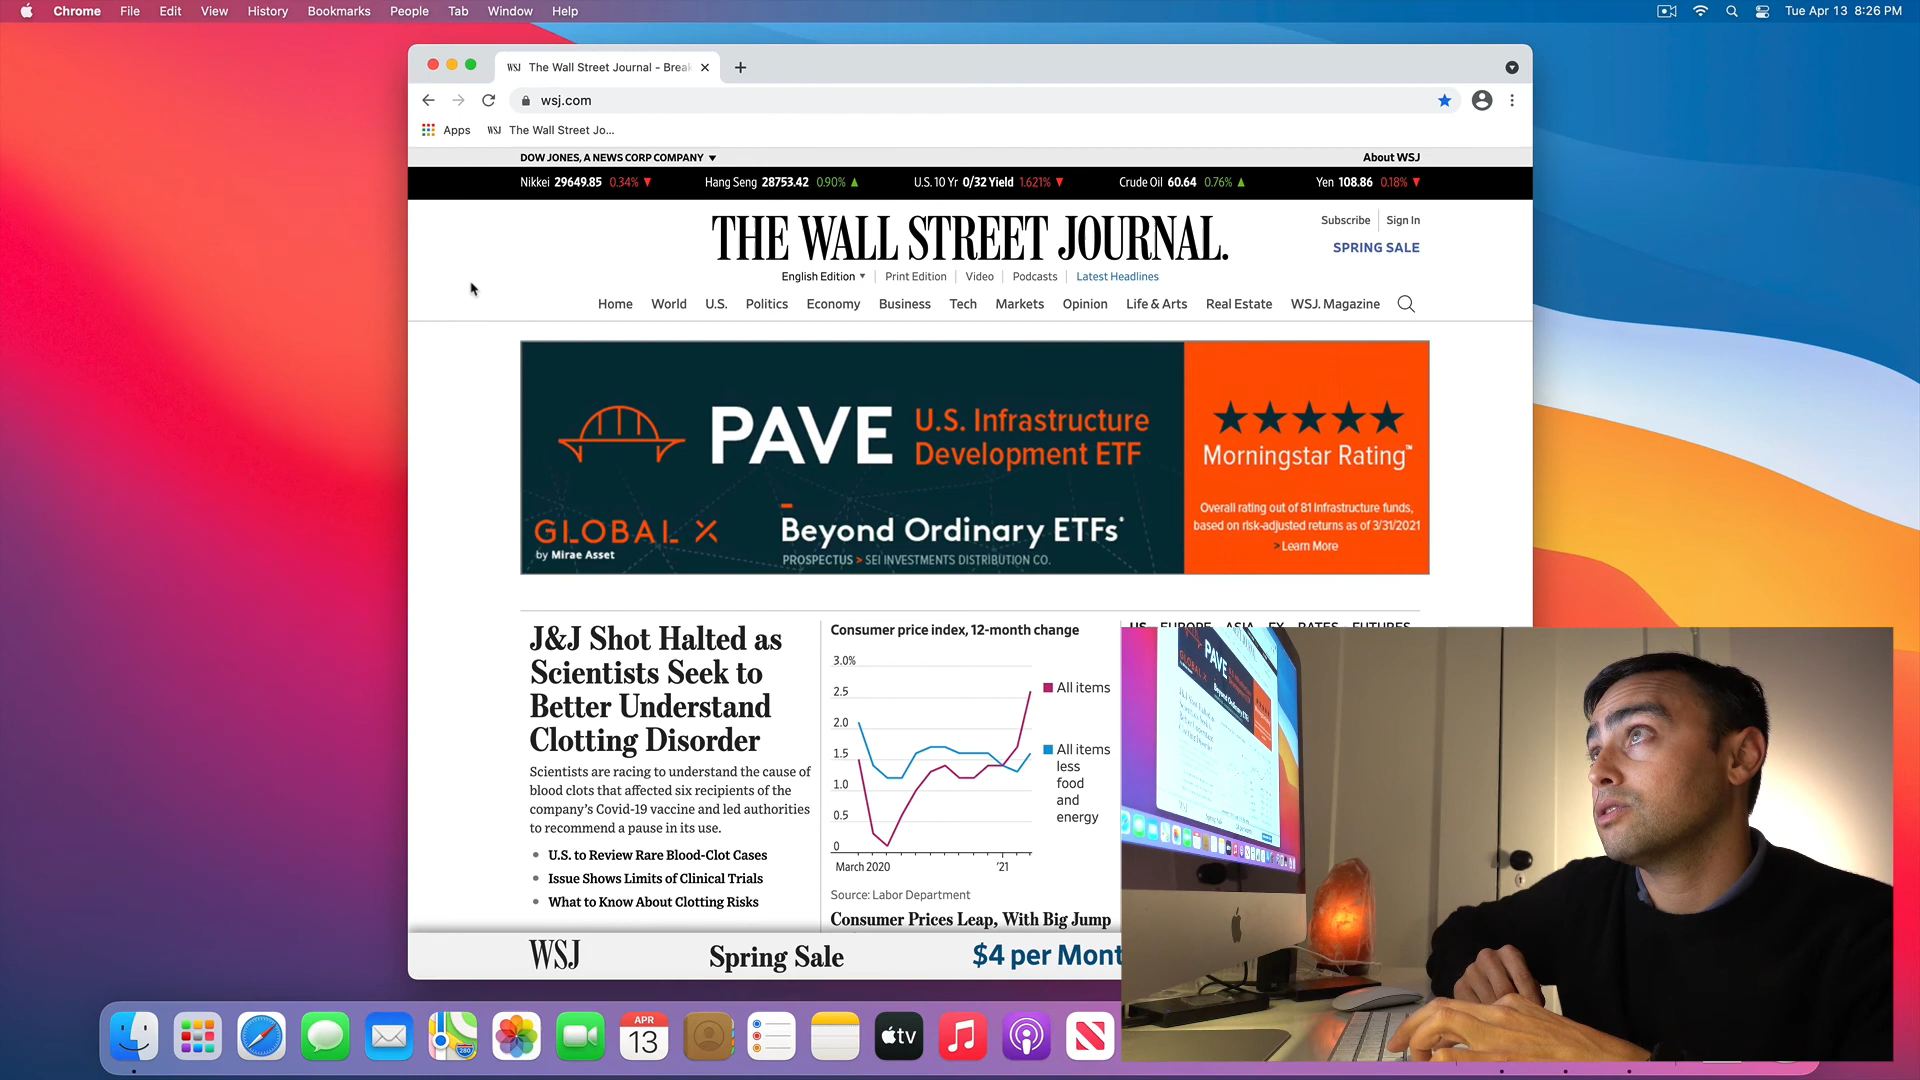 Chrome File Edit View History Bookmarks People Tab Window Help
Tue Apr 13 8:26 PM
WSJ The Wall Street Journal - Break
wsj.com
Apps WSJ The Wall Street Jo...
DOW JONES, A NEWS CORP COMPANY
About WSJ
Nikkei 29649.85 0.34% Hang Seng 28753.42 0.90% U.S. 10 Yr 0/32 Yield 1.621% Crude Oil 60.64 0.76% Yen 108.86 0.18%
THE WALL STREET JOURNAL.
Subscribe Sign In
SPRING SALE
English Edition Print Edition Video Podcasts Latest Headlines
Home World U.S. Politics Economy Business Tech Markets Opinion Life & Arts Real Estate WSJ. Magazine
PAVE U.S. Infrastructure
Development ETF
Morningstar Rating™
GLOBAL X
by Mirae Asset
Beyond Ordinary ETFs®
PROSPECTUS > SEI INVESTMENTS DISTRIBUTION CO.
Overall rating out of 81 Infrastructure funds,
based on risk-adjusted returns as of 3/31/2021
> Learn More
J&J Shot Halted as
Scientists Seek to
Better Understand
Clotting Disorder
Scientists are racing to understand the cause of
blood clots that affected six recipients of the
company's Covid-19 vaccine and led authorities
to recommend a pause in its use.
• U.S. to Review Rare Blood-Clot Cases
• Issue Shows Limits of Clinical Trials
• What to Know About Clotting Risks
Consumer price index, 12-month change
3.0%
2.5
2.0
1.5
1.0
0.5
0
March 2020 '21
All items
All items
less
food
and
energy
Source: Labor Department
Consumer Prices Leap, With Big Jump
US EUROPE ASIA FX RATES FUTURES
WSJ Spring Sale $4 per Mont
APR
13
280
tv
PAVE
GLOBAL X